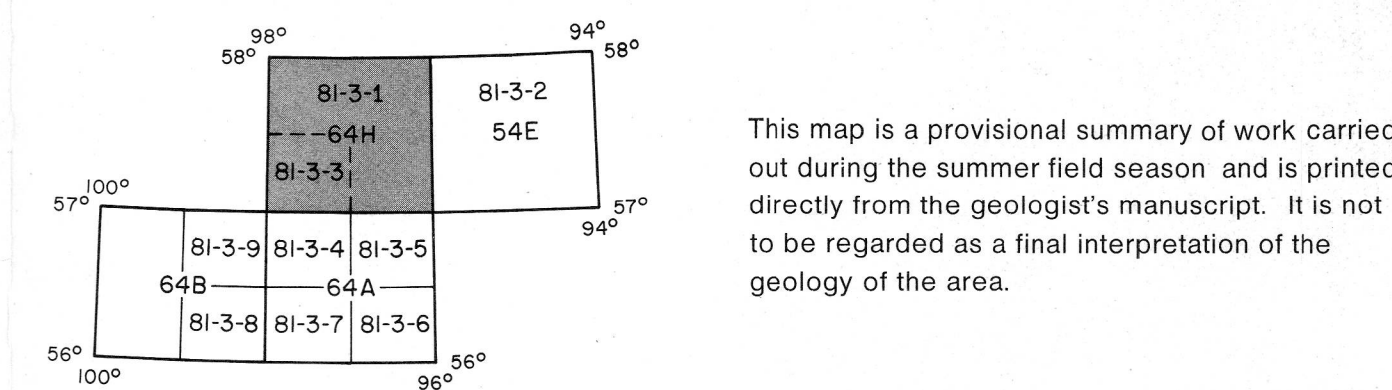 98° 94°
58° 58°
81-3-1 81-3-2
64H 54E
81-3-3
100°
57° 57°
94°
81-3-9 81-3-4 81-3-5
64B 64A
81-3-8 81-3-7 81-3-6
56° 56°
100° 96°
This map is a provisional summary of work carried
out during the summer field season and is printed
directly from the geologist's manuscript. It is not
to be regarded as a final interpretation of the
geology of the area.